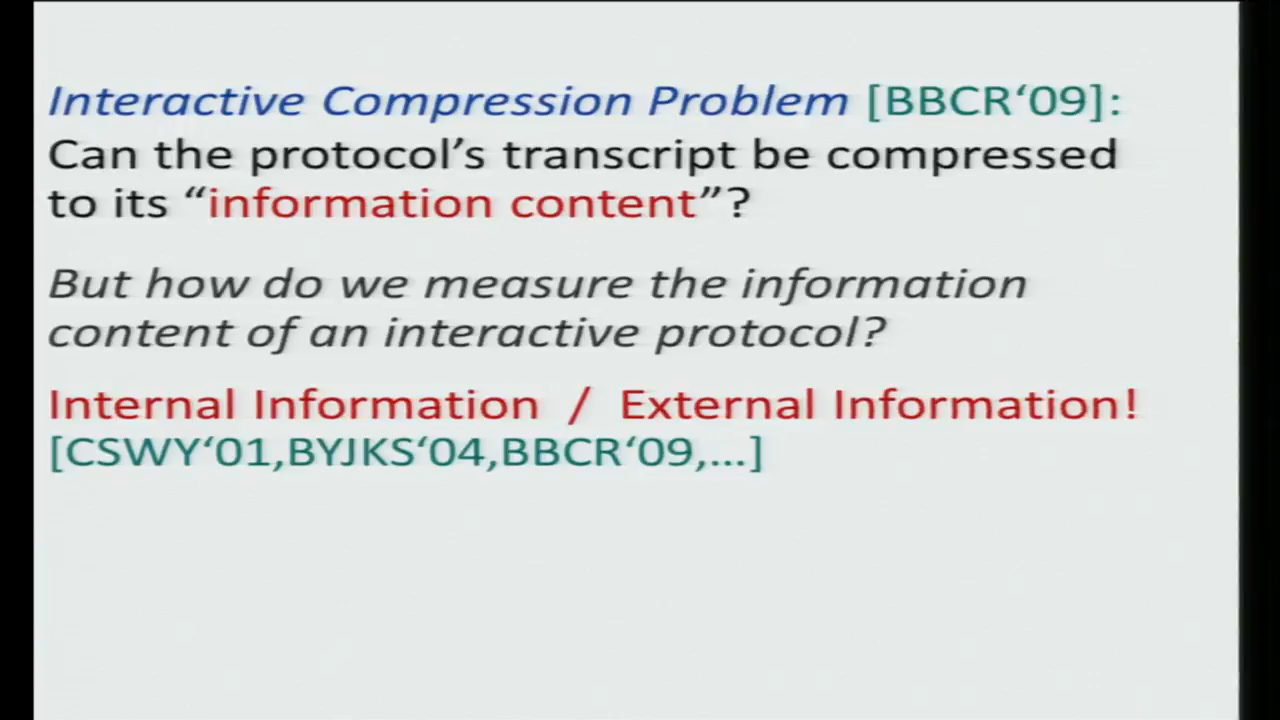 Interactive Compression Problem [BBCR‘09]:
Can the protocol’s transcript be compressed
to its “information content”?
But how do we measure the information
content of an interactive protocol?
Internal Information / External Information!
[CSWY‘01,BYJKS‘04,BBCR‘09,...]